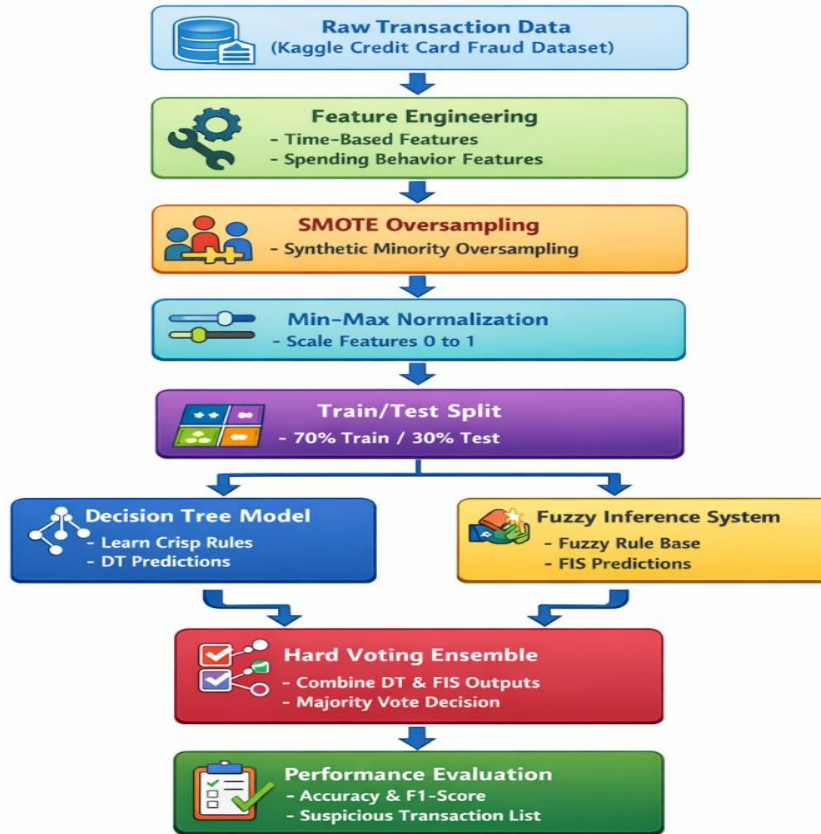 Raw Transaction Data
(Kaggle Credit Card Fraud Dataset)
Feature Engineering
- Time-Based Features
- Spending Behavior Features
SMOTE Oversampling
- Synthetic Minority Oversampling
Min-Max Normalization
- Scale Features 0 to 1
Train/Test Split
- 70% Train / 30% Test
Decision Tree Model
- Learn Crisp Rules
- DT Predictions
Fuzzy Inference System
- Fuzzy Rule Base
- FIS Predictions
Hard Voting Ensemble
- Combine DT & FIS Outputs
- Majority Vote Decision
Performance Evaluation
- Accuracy & F1-Score
- Suspicious Transaction List